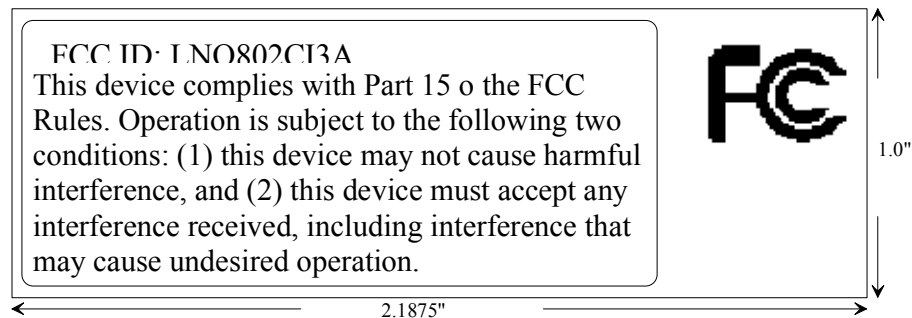 FCC ID: LNO802CI3A
This device complies with Part 15 o the FCC
Rules. Operation is subject to the following two
conditions: (1) this device may not cause harmful
interference, and (2) this device must accept any
interference received, including interference that
may cause undesired operation.
FCC
1.0"
2.1875"